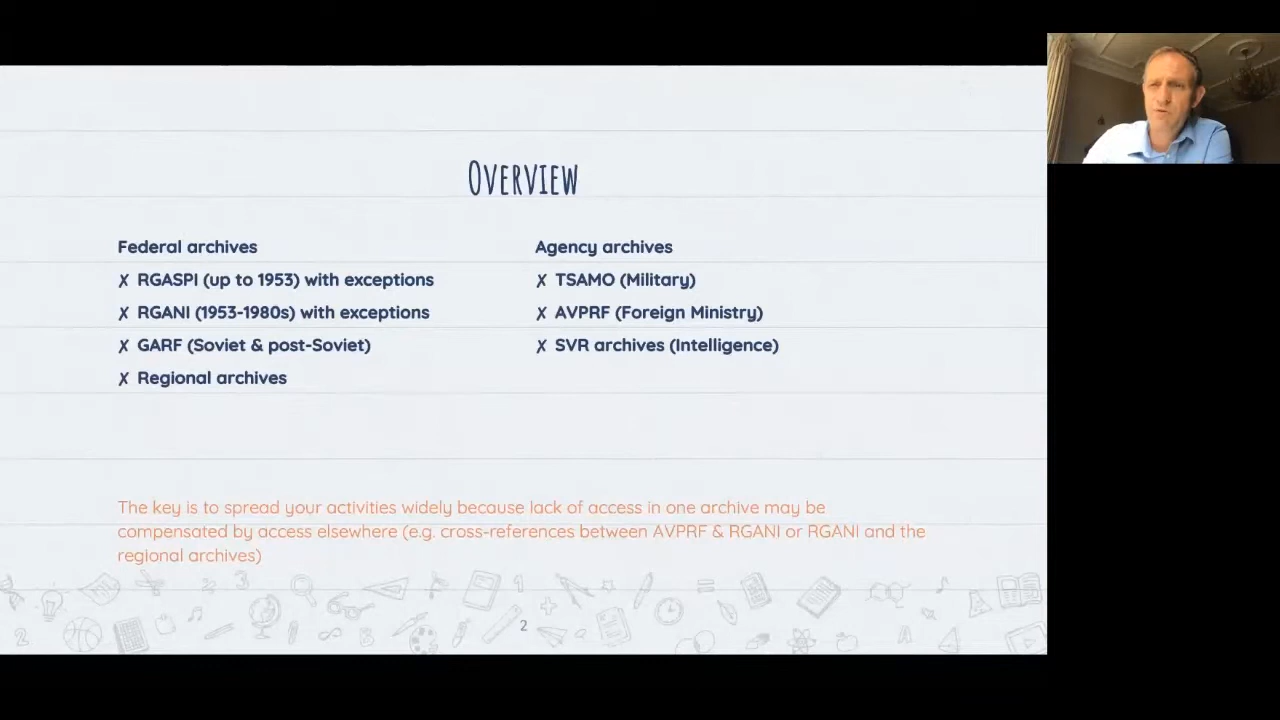 Overview
Federal archives
✗ RGASPI (up to 1953) with exceptions
✗ RGANI (1953-1980s) with exceptions
✗ GARF (Soviet & post-Soviet)
✗ Regional archives
Agency archives
✗ TSAMO (Military)
✗ AVPRF (Foreign Ministry)
✗ SVR archives (Intelligence)
The key is to spread your activities widely because lack of access in one archive may be
compensated by access elsewhere (e.g. cross-references between AVPRF & RGANI or RGANI and the
regional archives)
2